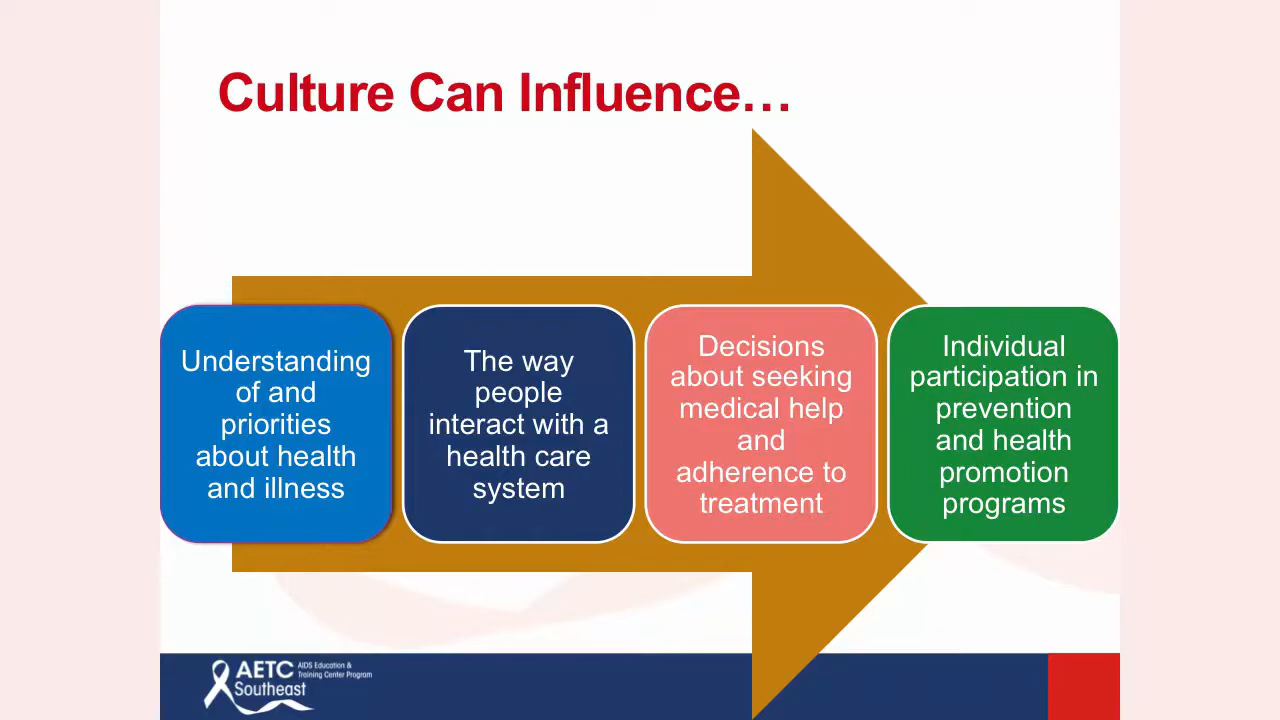 Culture Can Influence…
Understanding
of and
priorities
about health
and illness
The way
people
interact with a
health care
system
Decisions
about seeking
medical help
and
adherence to
treatment
Individual
participation in
prevention
and health
promotion
programs
AETC
Southeast
AIDS Education &
Training Center Program